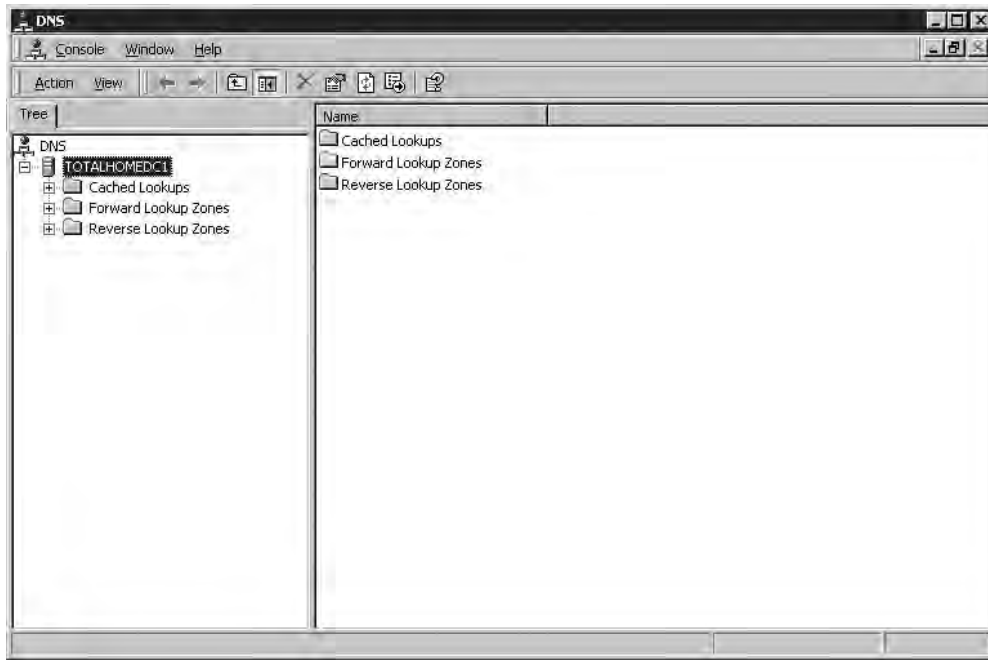 DNS
Console Window Help
Action View
Tree
DNS
TOTALHOMEDC1
Cached Lookups
Forward Lookup Zones
Reverse Lookup Zones
Name
Cached Lookups
Forward Lookup Zones
Reverse Lookup Zones